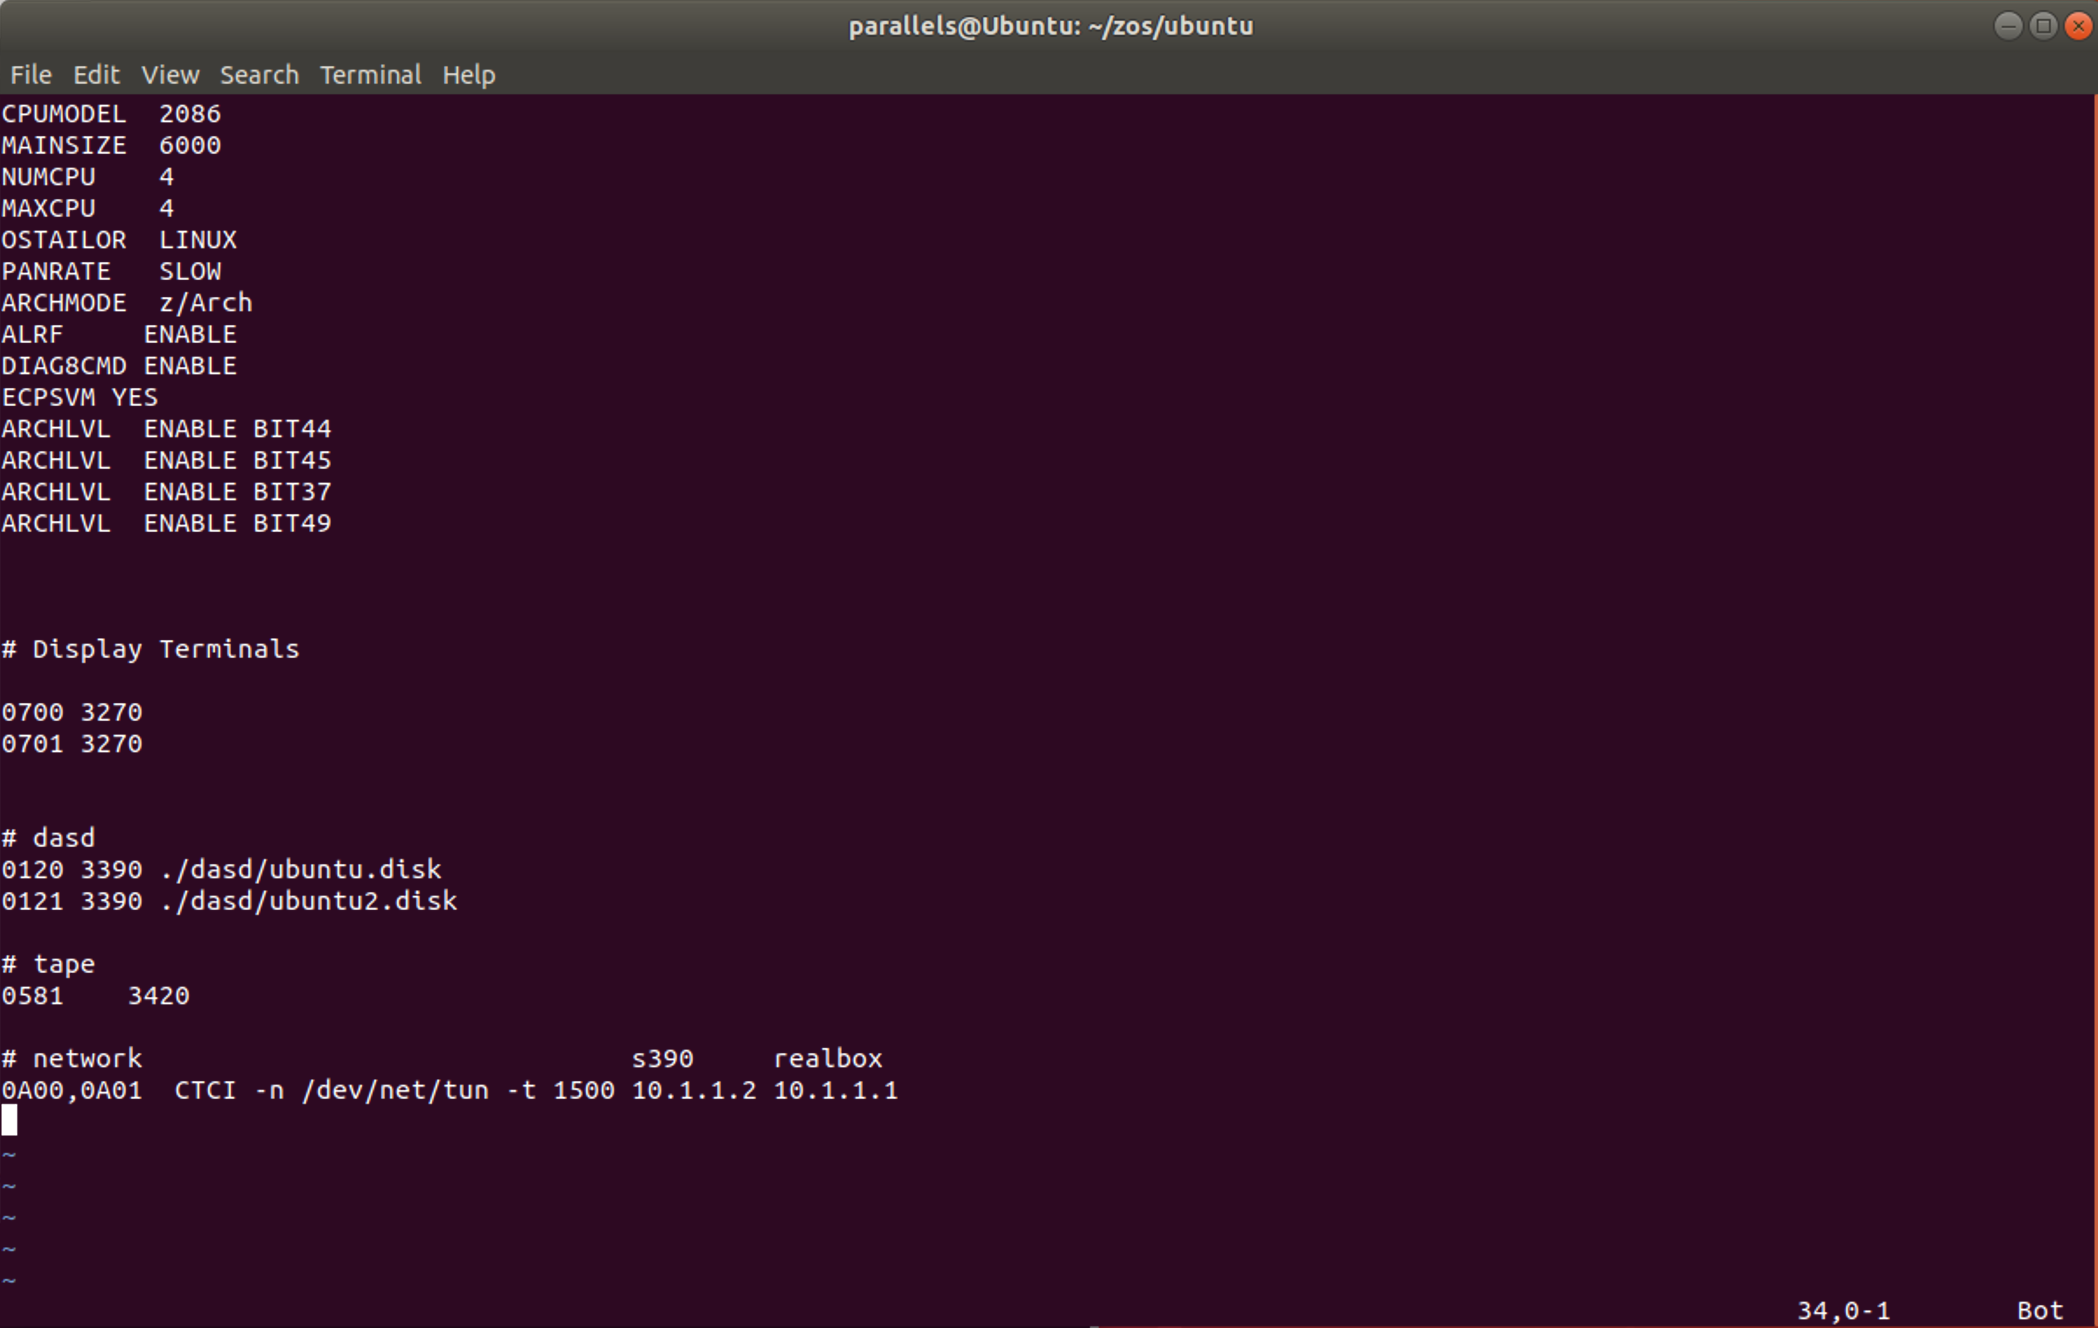 parallels@Ubuntu: ~/zos/ubuntu
File Edit View Search Terminal Help
CPUMODEL  2086
MAINSIZE  6000
NUMCPU    4
MAXCPU    4
OSTAILOR  LINUX
PANRATE   SLOW
ARCHMODE  z/Arch
ALRF     ENABLE
DIAG8CMD ENABLE
ECPSVM YES
ARCHLVL  ENABLE BIT44
ARCHLVL  ENABLE BIT45
ARCHLVL  ENABLE BIT37
ARCHLVL  ENABLE BIT49
# Display Terminals
0700 3270
0701 3270
# dasd
0120 3390 ./dasd/ubuntu.disk
0121 3390 ./dasd/ubuntu2.disk
# tape
0581    3420
# network                               s390     realbox
0A00,0A01  CTCI -n /dev/net/tun -t 1500 10.1.1.2 10.1.1.1
~
~
~
~
~
34,0-1        Bot